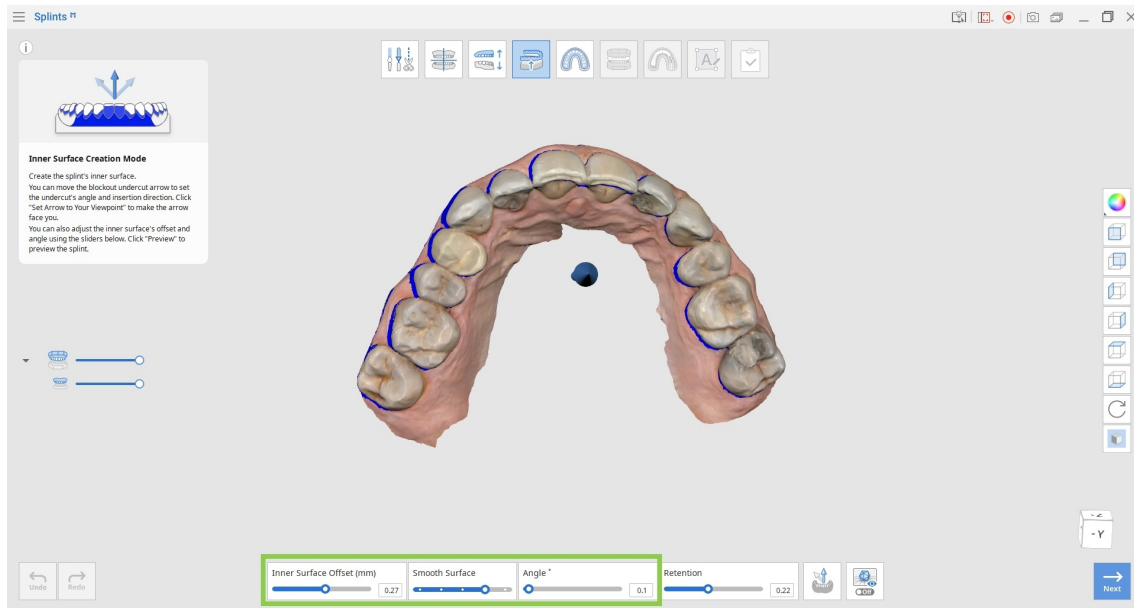 Splints
Inner Surface Creation Mode
Create the splint's inner surface.
You can move the blockout undercut arrow to set
the undercut's angle and insertion direction. Click
"Set Arrow to Your Viewpoint" to make the arrow
face you.
You can also adjust the inner surface's offset and
angle using the sliders below. Click "Preview" to
preview the splint.
- Y
Undo
Redo
Inner Surface Offset (mm)
0.27
Smooth Surface
Angle °
0.1
Retention
0.22
Off
Next